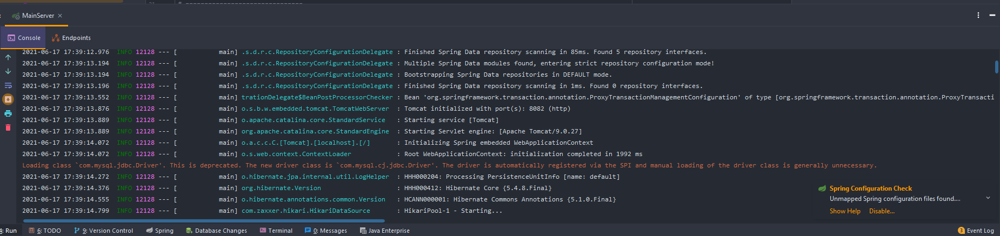 MainServer
Console
Endpoints
2021-06-17 17:39:12.976  INFO 12128 --- [           main] .s.d.r.c.RepositoryConfigurationDelegate : Finished Spring Data repository scanning in 85ms. Found 5 repository interfaces.
2021-06-17 17:39:13.194  INFO 12128 --- [           main] .s.d.r.c.RepositoryConfigurationDelegate : Multiple Spring Data modules found, entering strict repository configuration mode!
2021-06-17 17:39:13.194  INFO 12128 --- [           main] .s.d.r.c.RepositoryConfigurationDelegate : Bootstrapping Spring Data repositories in DEFAULT mode.
2021-06-17 17:39:13.196  INFO 12128 --- [           main] .s.d.r.c.RepositoryConfigurationDelegate : Finished Spring Data repository scanning in 1ms. Found 0 repository interfaces.
2021-06-17 17:39:13.552  INFO 12128 --- [           main] trationDelegate$BeanPostProcessorChecker : Bean 'org.springframework.transaction.annotation.ProxyTransactionManagementConfiguration' of type [org.springframework.transaction.annotation.ProxyTransacti
2021-06-17 17:39:13.876  INFO 12128 --- [           main] o.s.b.w.embedded.tomcat.TomcatWebServer  : Tomcat initialized with port(s): 8082 (http)
2021-06-17 17:39:13.889  INFO 12128 --- [           main] o.apache.catalina.core.StandardService   : Starting service [Tomcat]
2021-06-17 17:39:13.889  INFO 12128 --- [           main] org.apache.catalina.core.StandardEngine  : Starting Servlet engine: [Apache Tomcat/9.0.27]
2021-06-17 17:39:14.072  INFO 12128 --- [           main] o.a.c.c.C.[Tomcat].[localhost].[/]       : Initializing Spring embedded WebApplicationContext
2021-06-17 17:39:14.072  INFO 12128 --- [           main] o.s.web.context.ContextLoader            : Root WebApplicationContext: initialization completed in 1992 ms
Loading class `com.mysql.jdbc.Driver'. This is deprecated. The new driver class is `com.mysql.cj.jdbc.Driver'. The driver is automatically registered via the SPI and manual loading of the driver class is generally unnecessary.
2021-06-17 17:39:14.272  INFO 12128 --- [           main] o.hibernate.jpa.internal.util.LogHelper  : HHH000204: Processing PersistenceUnitInfo [name: default]
2021-06-17 17:39:14.376  INFO 12128 --- [           main] org.hibernate.Version                    : HHH000412: Hibernate Core {5.4.8.Final}
2021-06-17 17:39:14.555  INFO 12128 --- [           main] o.hibernate.annotations.common.Version   : HCANN000001: Hibernate Commons Annotations {5.1.0.Final}
2021-06-17 17:39:14.799  INFO 12128 --- [           main] com.zaxxer.hikari.HikariDataSource       : HikariPool-1 - Starting...
Spring Configuration Check
Unmapped Spring configuration files found....
Show Help
Disable...
4: Run
6: TODO
9: Version Control
Spring
Database Changes
Terminal
0: Messages
Java Enterprise
3 Event Log